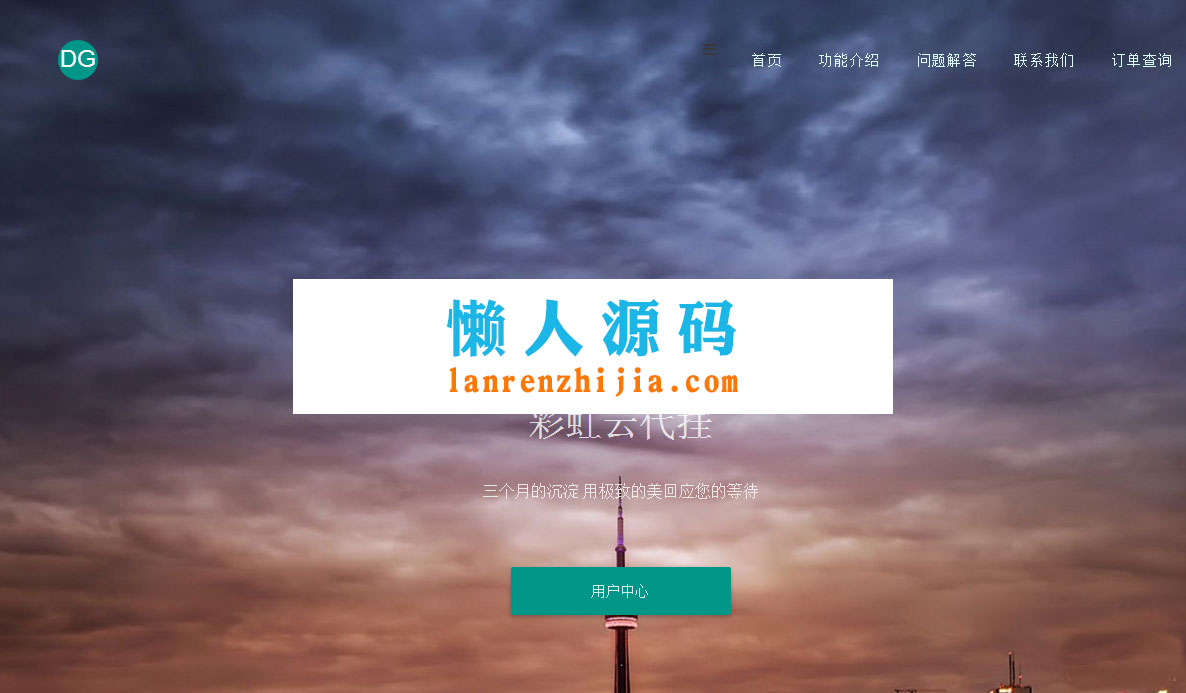 DG
首页 功能介绍 问题解答 联系我们 订单查询
懒人源码
lanrenzhijia.com
彩虹云代挂
三个月的沉淀 用极致的美回应您的等待
用户中心